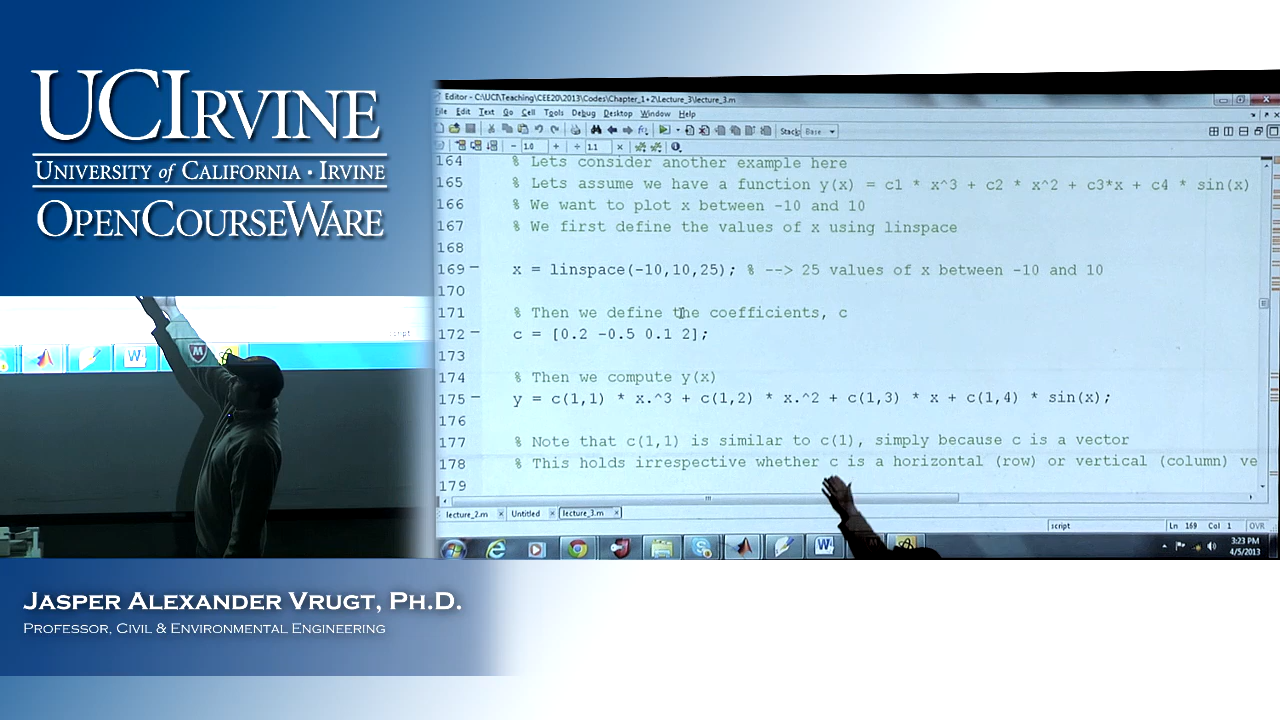 UCIRVINE
UNIVERSITY of CALIFORNIA · IRVINE
OPENCOURSEWARE
script
W
M
JASPER ALEXANDER VRUGT, PH.D.
PROFESSOR, CIVIL & ENVIRONMENTAL ENGINEERING
Editor - C:\UCI\Teaching\CEE20\2013\Codes\Chapter_1+2\Lecture_3\lecture_3.m
File Edit Text Go Cell Tools Debug Desktop Window Help
Stack: Base
− 1.0 + ÷ 1.1 ×
164 % Lets consider another example here
165 % Lets assume we have a function y(x) = c1 * x^3 + c2 * x^2 + c3*x + c4 * sin(x)
166 % We want to plot x between -10 and 10
167 % We first define the values of x using linspace
168
169 − x = linspace(-10,10,25); % --> 25 values of x between -10 and 10
170
171 % Then we define the coefficients, c
172 − c = [0.2 -0.5 0.1 2];
173
174 % Then we compute y(x)
175 − y = c(1,1) * x.^3 + c(1,2) * x.^2 + c(1,3) * x + c(1,4) * sin(x);
176
177 % Note that c(1,1) is similar to c(1), simply because c is a vector
178 % This holds irrespective whether c is a horizontal (row) or vertical (column) ve
179
lecture_2.m × Untitled × lecture_3.m ×
script Ln 169 Col 1 OVR
W
3:23 PM
4/5/2013